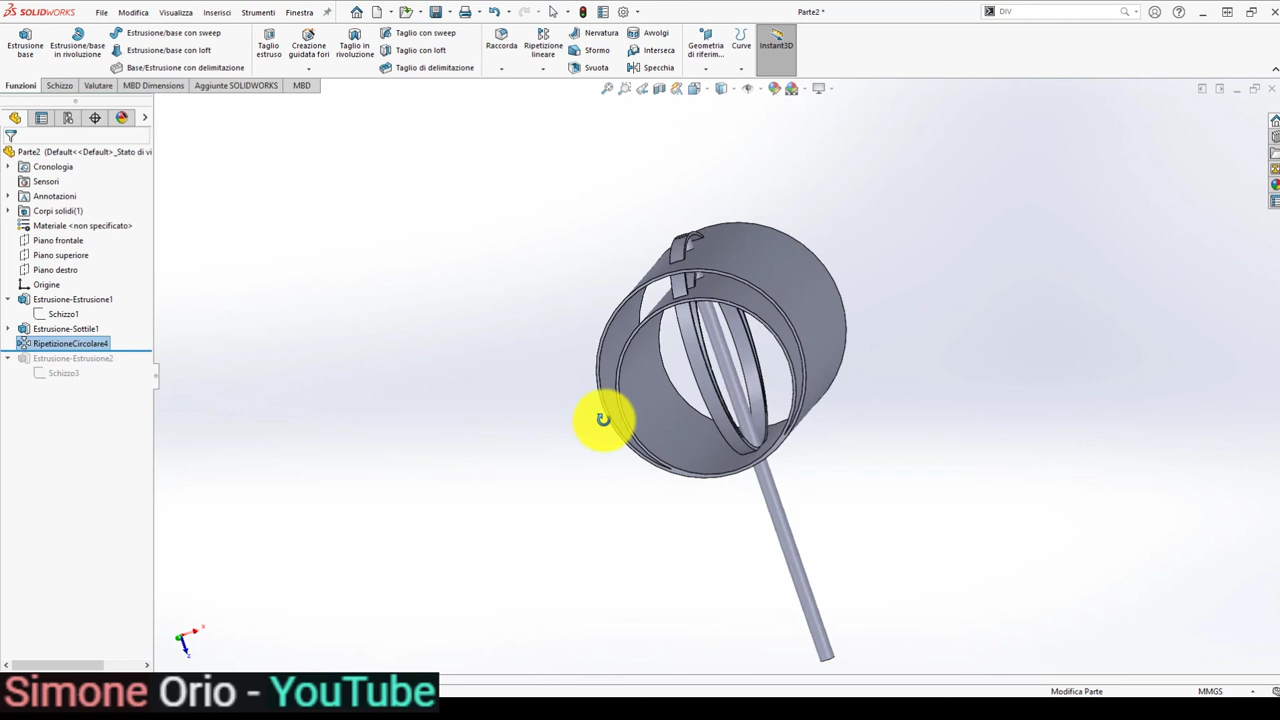 SOLIDWORKS File Modifica Visualizza Inserisci Strumenti Finestra Parte2 * DIV
Estrusione base
Estrusione/base in rivoluzione
Estrusione/base con sweep
Estrusione/base con loft
Base/Estrusione con delimitazione
Taglio estruso
Creazione guidata fori
Taglio in rivoluzione
Taglio con sweep
Taglio con loft
Taglio di delimitazione
Raccorda
Ripetizione lineare
Nervatura
Sformo
Svuota
Avvolgi
Interseca
Specchia
Geometria di riferim...
Curve
Instant3D
Funzioni Schizzo Valutare MBD Dimensions Aggiunte SOLIDWORKS MBD
Parte2 (Default<<Default>_Stato di vi
Cronologia
Sensori
Annotazioni
Corpi solidi(1)
Materiale <non specificato>
Piano frontale
Piano superiore
Piano destro
Origine
Estrusione-Estrusione1
Schizzo1
Estrusione-Sottile1
RipetizioneCircolare4
Estrusione-Estrusione2
Schizzo3
Simone Orio - YouTube
Modifica Parte MMGS